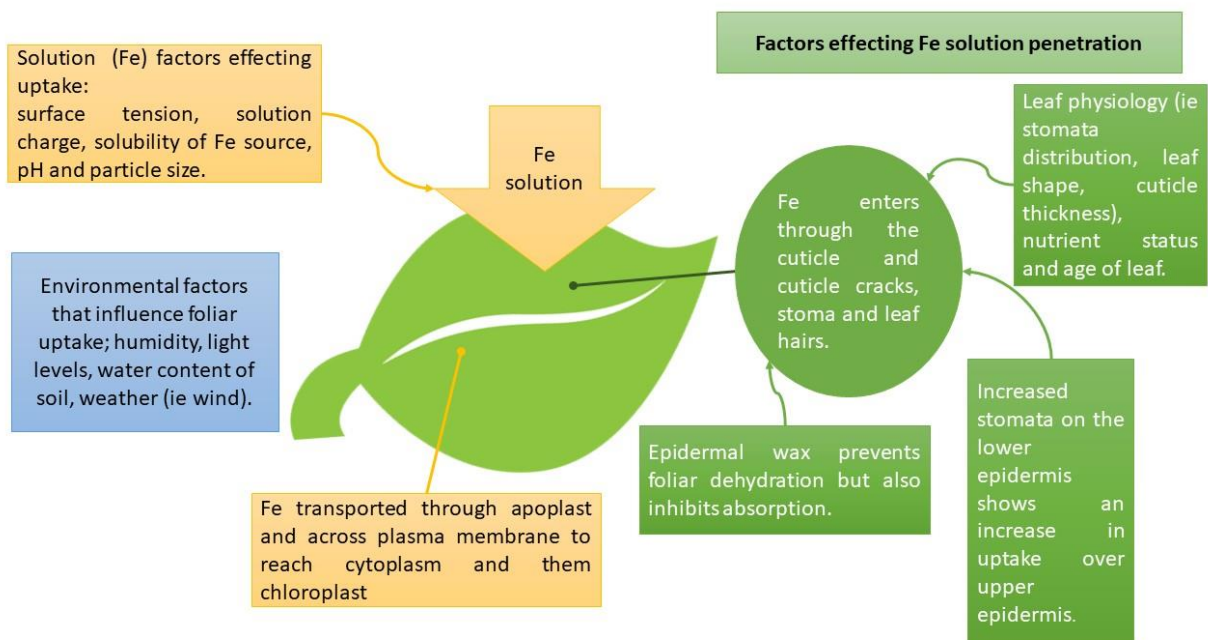 Factors effecting Fe solution penetration
Solution (Fe) factors effecting
uptake:
surface tension, solution
charge, solubility of Fe source,
pH and particle size.
Fe
solution
Leaf physiology (ie
stomata
distribution, leaf
shape, cuticle
thickness),
nutrient status
and age of leaf.
Fe enters
through the
cuticle and
cuticle cracks,
stoma and leaf
hairs.
Environmental factors
that influence foliar
uptake; humidity, light
levels, water content of
soil, weather (ie wind).
Increased
stomata on the
lower
epidermis
shows an
increase in
uptake over
upper
epidermis.
Epidermal wax prevents
foliar dehydration but also
inhibits absorption.
Fe transported through apoplast
and across plasma membrane to
reach cytoplasm and them
chloroplast